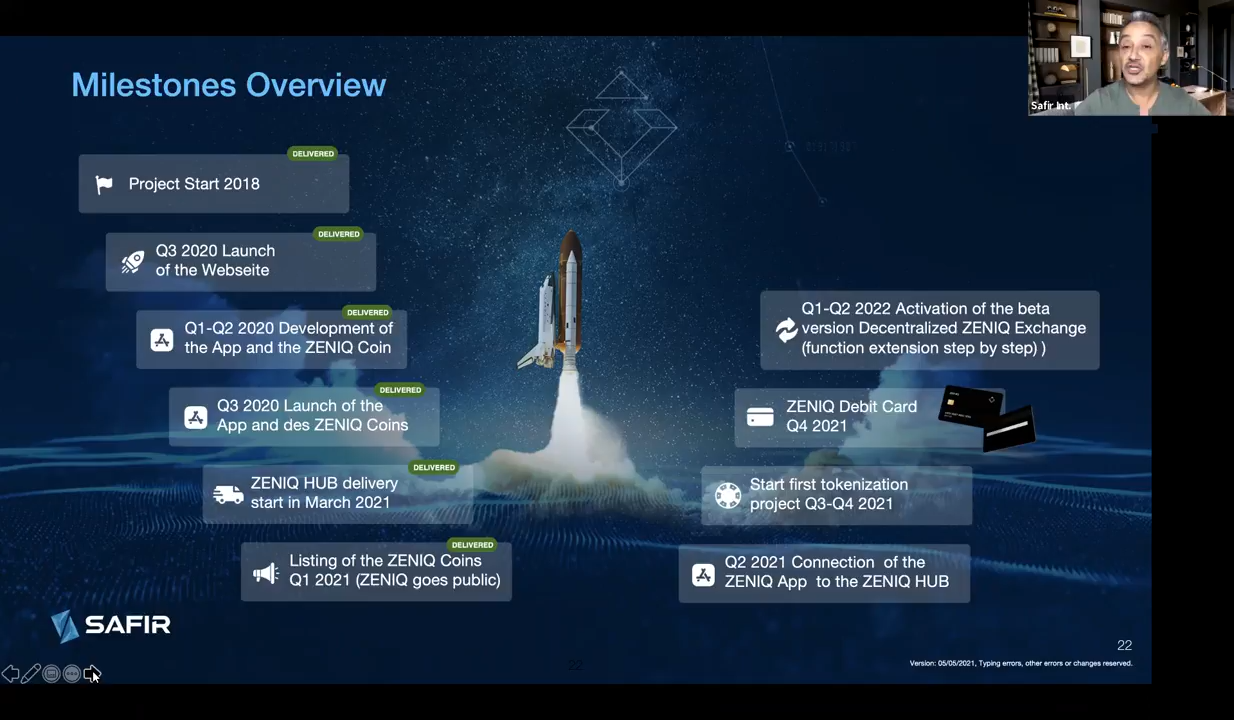 Milestones Overview
Safir Int.
DELIVERED
Project Start 2018
DELIVERED
Q3 2020 Launch
of the Webseite
DELIVERED
Q1-Q2 2020 Development of
the App and the ZENIQ Coin
DELIVERED
Q3 2020 Launch of the
App and des ZENIQ Coins
DELIVERED
ZENIQ HUB delivery
start in March 2021
DELIVERED
Listing of the ZENIQ Coins
Q1 2021 (ZENIQ goes public)
Q1-Q2 2022 Activation of the beta
version Decentralized ZENIQ Exchange
(function extension step by step) )
ZENIQ Debit Card
Q4 2021
Start first tokenization
project Q3-Q4 2021
Q2 2021 Connection of the
ZENIQ App to the ZENIQ HUB
SAFIR
22
22
Version: 05/05/2021, Typing errors, other errors or changes reserved.